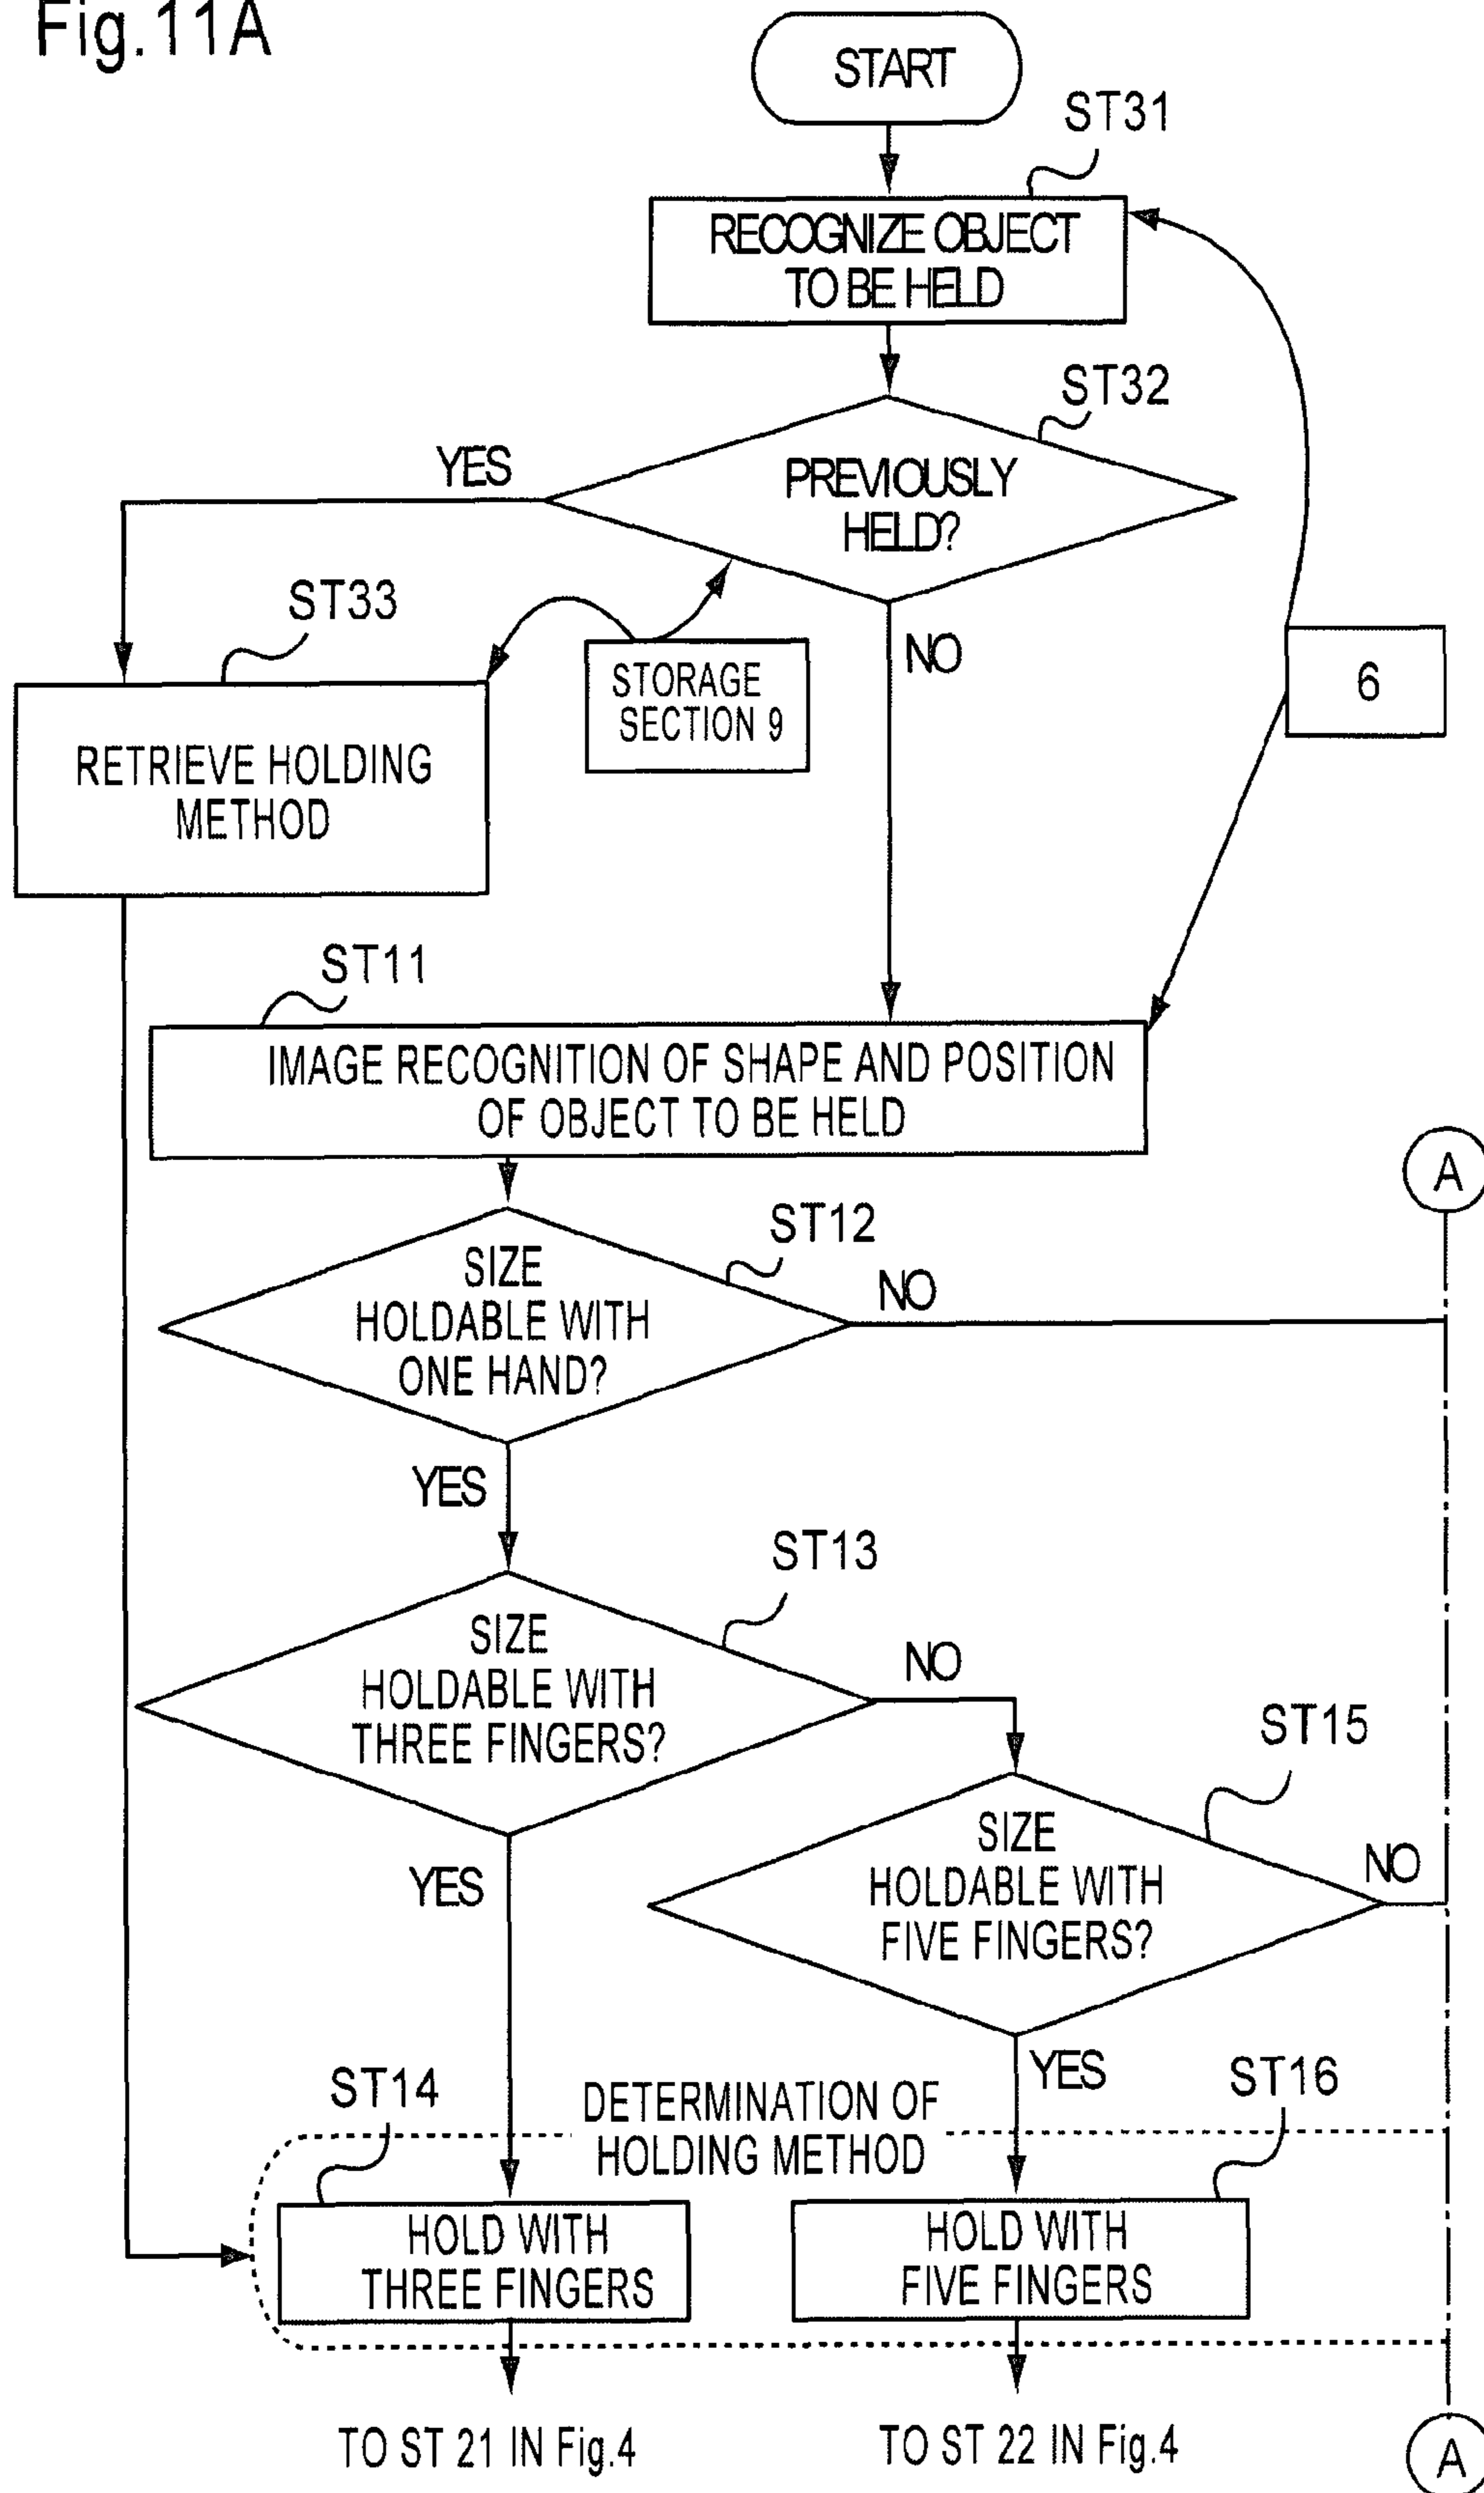 Fig.11A
START
ST31
RECOGNIZE OBJECT
TO BE HELD
ST32
YES
PREVIOUSLY
HELD?
ST33
NO
STORAGE
SECTION 9
6
RETRIEVE HOLDING
METHOD
ST11
IMAGE RECOGNITION OF SHAPE AND POSITION
OF OBJECT TO BE HELD
A
ST12
SIZE
HOLDABLE WITH
ONE HAND?
NO
YES
ST13
SIZE
HOLDABLE WITH
THREE FINGERS?
NO
ST15
SIZE
HOLDABLE WITH
FIVE FINGERS?
NO
YES
YES
ST14
DETERMINATION OF
HOLDING METHOD
ST16
HOLD WITH
THREE FINGERS
HOLD WITH
FIVE FINGERS
TO ST 21 IN Fig.4
TO ST 22 IN Fig.4
A